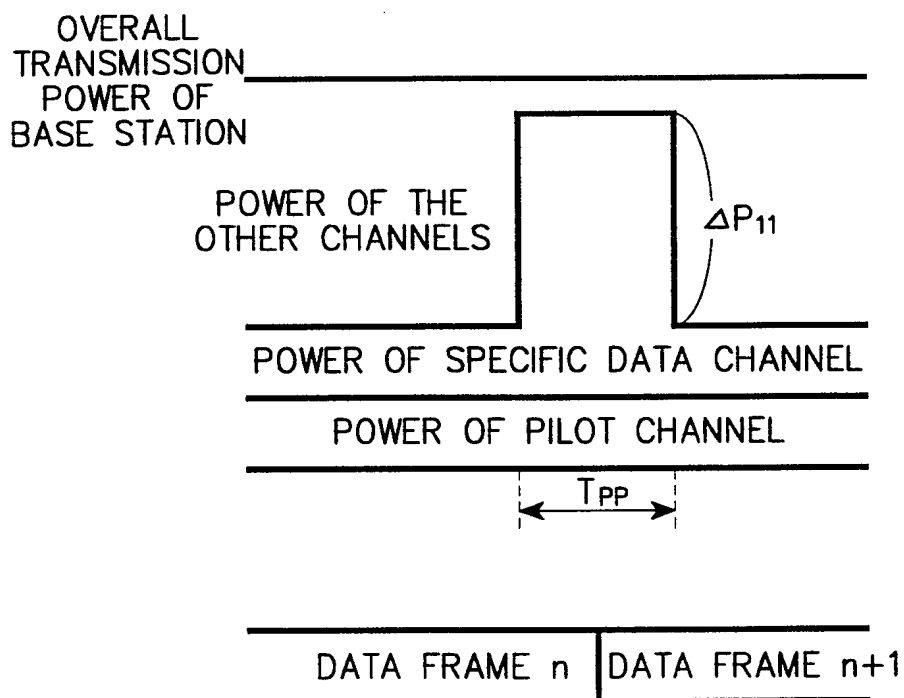 OVERALL
TRANSMISSION
POWER OF
BASE STATION
POWER OF THE
OTHER CHANNELS
△P11
POWER OF SPECIFIC DATA CHANNEL
POWER OF PILOT CHANNEL
TPP
DATA FRAME n
DATA FRAME n+1